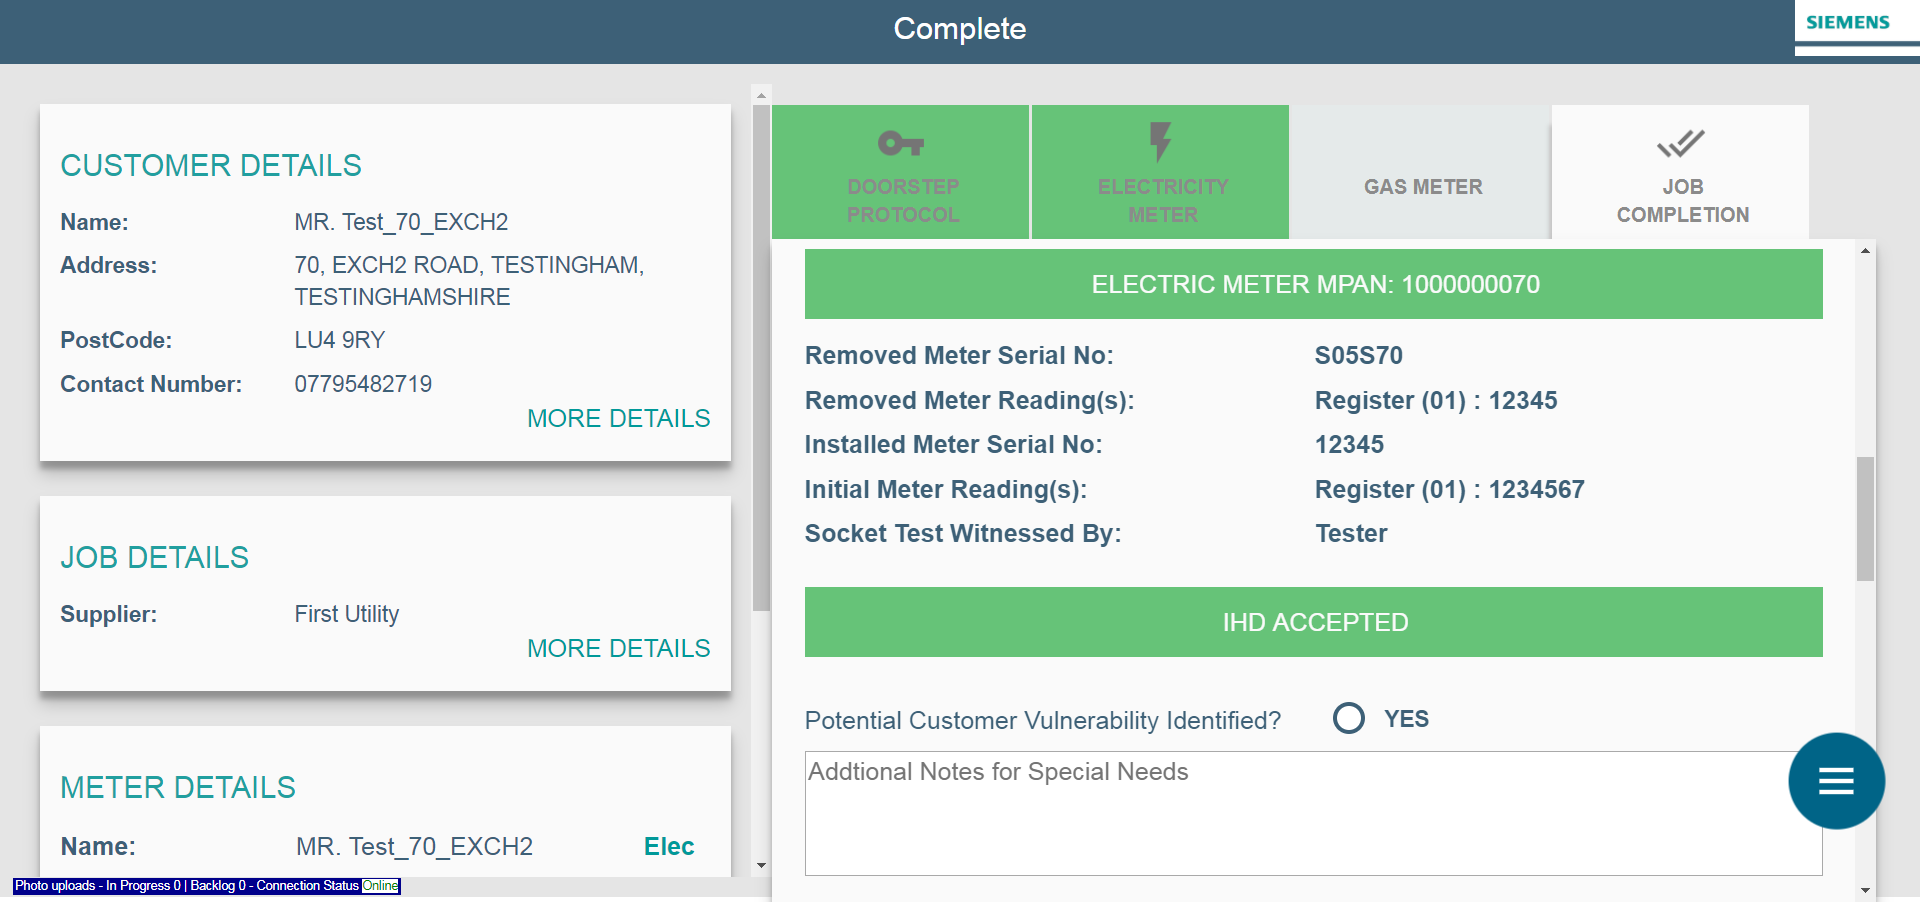 Complete
SIEMENS
CUSTOMER DETAILS
Name: MR. Test_70_EXCH2
Address: 70, EXCH2 ROAD, TESTINGHAM,
TESTINGHAMSHIRE
PostCode: LU4 9RY
Contact Number: 07795482719
MORE DETAILS
JOB DETAILS
Supplier: First Utility
MORE DETAILS
METER DETAILS
Name: MR. Test_70_EXCH2 Elec
Photo uploads - In Progress 0 | Backlog 0 - Connection Status Online
DOORSTEP
PROTOCOL
ELECTRICITY
METER
GAS METER
JOB
COMPLETION
ELECTRIC METER MPAN: 1000000070
Removed Meter Serial No: S05S70
Removed Meter Reading(s): Register (01) : 12345
Installed Meter Serial No: 12345
Initial Meter Reading(s): Register (01) : 1234567
Socket Test Witnessed By: Tester
IHD ACCEPTED
Potential Customer Vulnerability Identified? YES
Addtional Notes for Special Needs